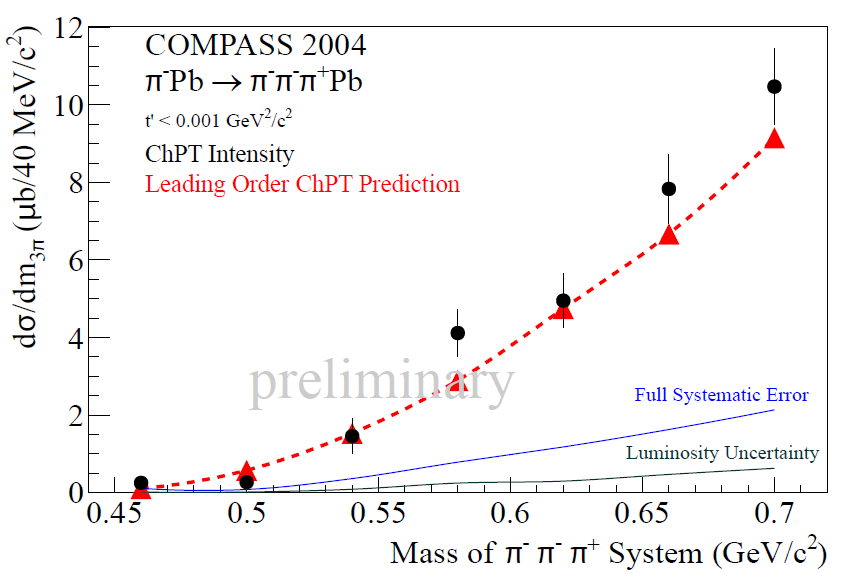 COMPASS 2004
π⁻Pb → π⁻π⁻π⁺Pb
t' < 0.001 GeV²/c²
ChPT Intensity
Leading Order ChPT Prediction
preliminary
Full Systematic Error
Luminosity Uncertainty
dσ/dm₃π (μb/40 MeV/c²)
12
10
8
6
4
2
0
0.45 0.5 0.55 0.6 0.65 0.7
Mass of π⁻ π⁻ π⁺ System (GeV/c²)